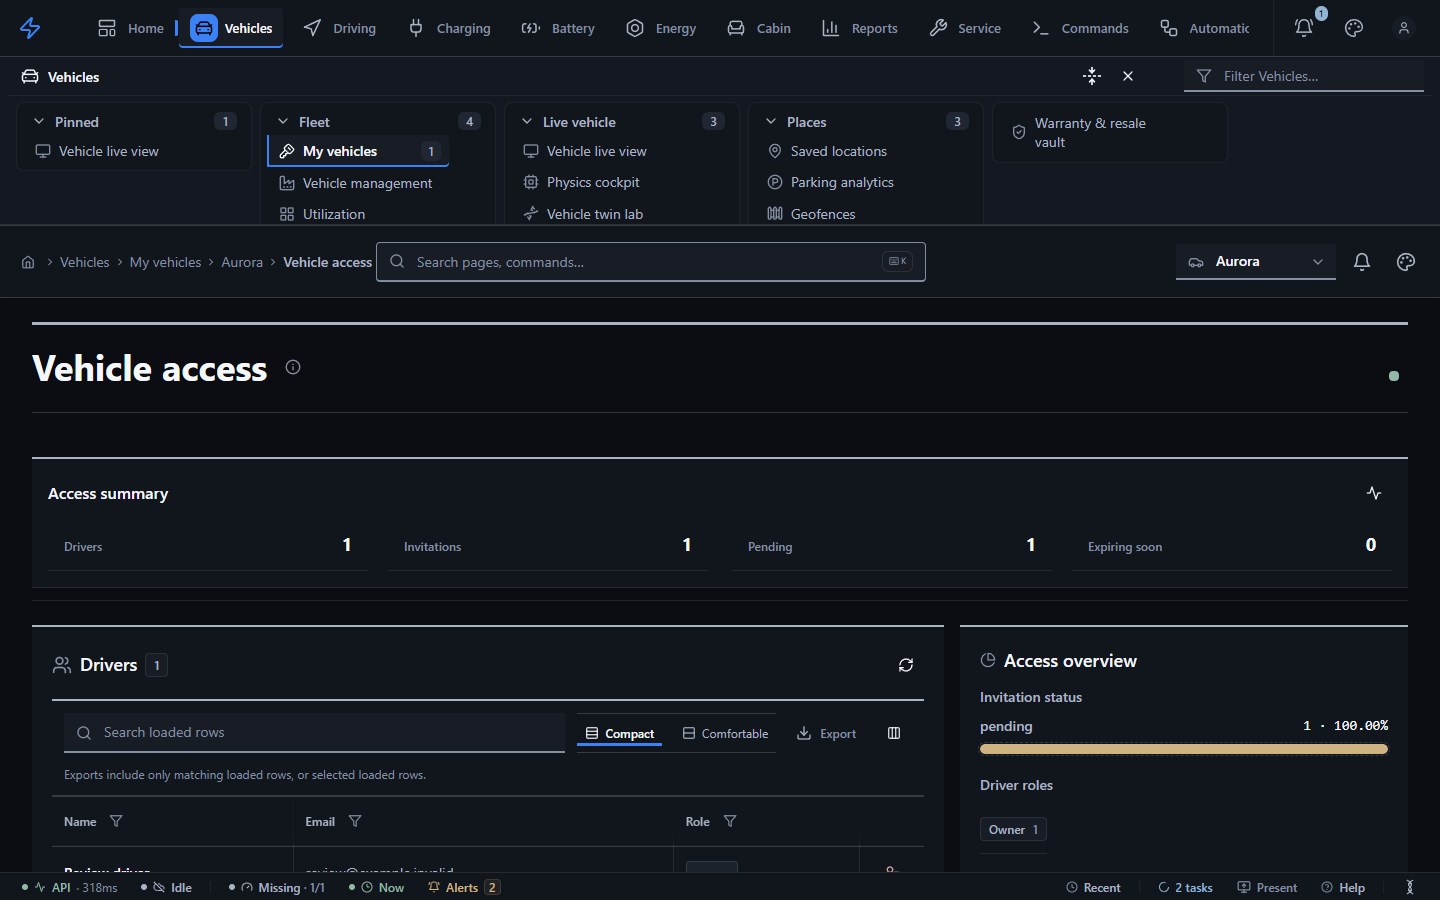 Home
Vehicles
Driving
Charging
Battery
Energy
Cabin
Reports
Service
Commands
Automatic
1
Vehicles
Filter Vehicles...
Pinned 1
Vehicle live view
Fleet 4
My vehicles 1
Vehicle management
Utilization
Live vehicle 3
Vehicle live view
Physics cockpit
Vehicle twin lab
Places 3
Saved locations
Parking analytics
Geofences
Warranty & resale
vault
Vehicles
My vehicles
Aurora
Vehicle access
Search pages, commands...
K
Aurora
Vehicle access
Access summary
Drivers 1
Invitations 1
Pending 1
Expiring soon 0
Drivers 1
Search loaded rows
Compact
Comfortable
Export
Exports include only matching loaded rows, or selected loaded rows.
Name
Email
Role
Review driver
review@example.invalid
Access overview
Invitation status
pending 1 · 100.00%
Driver roles
Owner 1
API · 318ms
Idle
Missing · 1/1
Now
Alerts 2
Recent
2 tasks
Present
Help